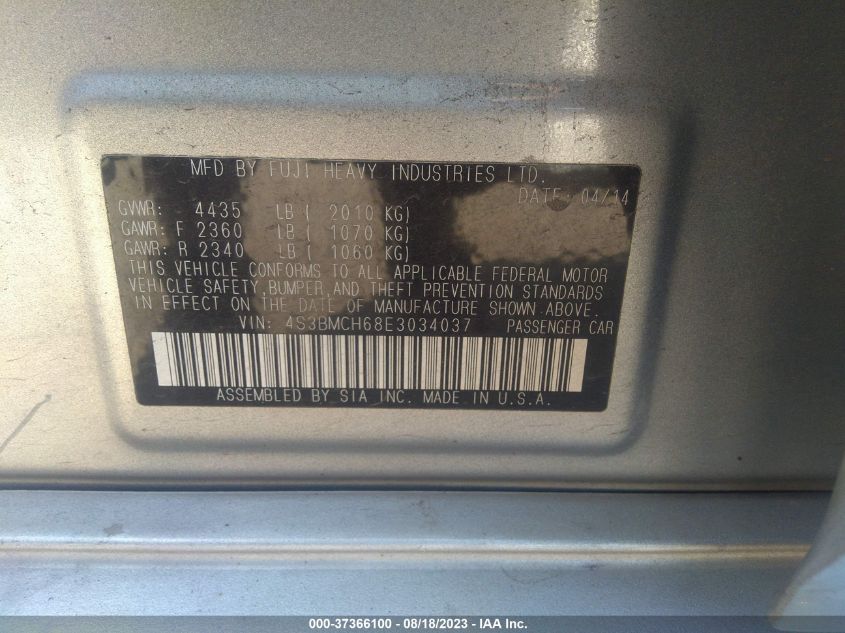 MFD BY FUJI HEAVY INDUSTRIES LTD.
DATE: 04/14
GVWR: 4435 LB ( 2010 KG)
GAWR: F 2360 LB ( 1070 KG)
GAWR: R 2340 LB ( 1060 KG)
THIS VEHICLE CONFORMS TO ALL APPLICABLE FEDERAL MOTOR
VEHICLE SAFETY, BUMPER, AND THEFT PREVENTION STANDARDS
IN EFFECT ON THE DATE OF MANUFACTURE SHOWN ABOVE.
VIN: 4S3BMCH68E3034037 PASSENGER CAR
ASSEMBLED BY SIA INC. MADE IN U.S.A.
000-37366100 - 08/18/2023 - IAA Inc.